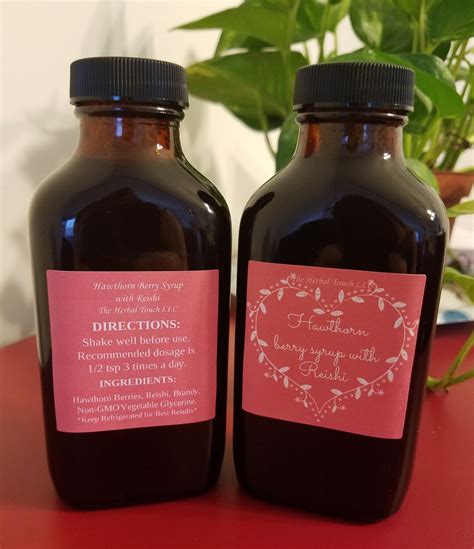 Hawthorn Berry Syrup
with Reishi
The Herbal Touch LLC
DIRECTIONS:
Shake well before use.
Recommended dosage is
1/2 tsp 3 times a day.
INGREDIENTS:
Hawthorn Berries, Reishi, Brandy,
Non-GMO Vegetable Glycerine.
*Keep Refrigerated for Best Results*
Herbal Touch LLC
Hawthorn
berry syrup with
Reishi